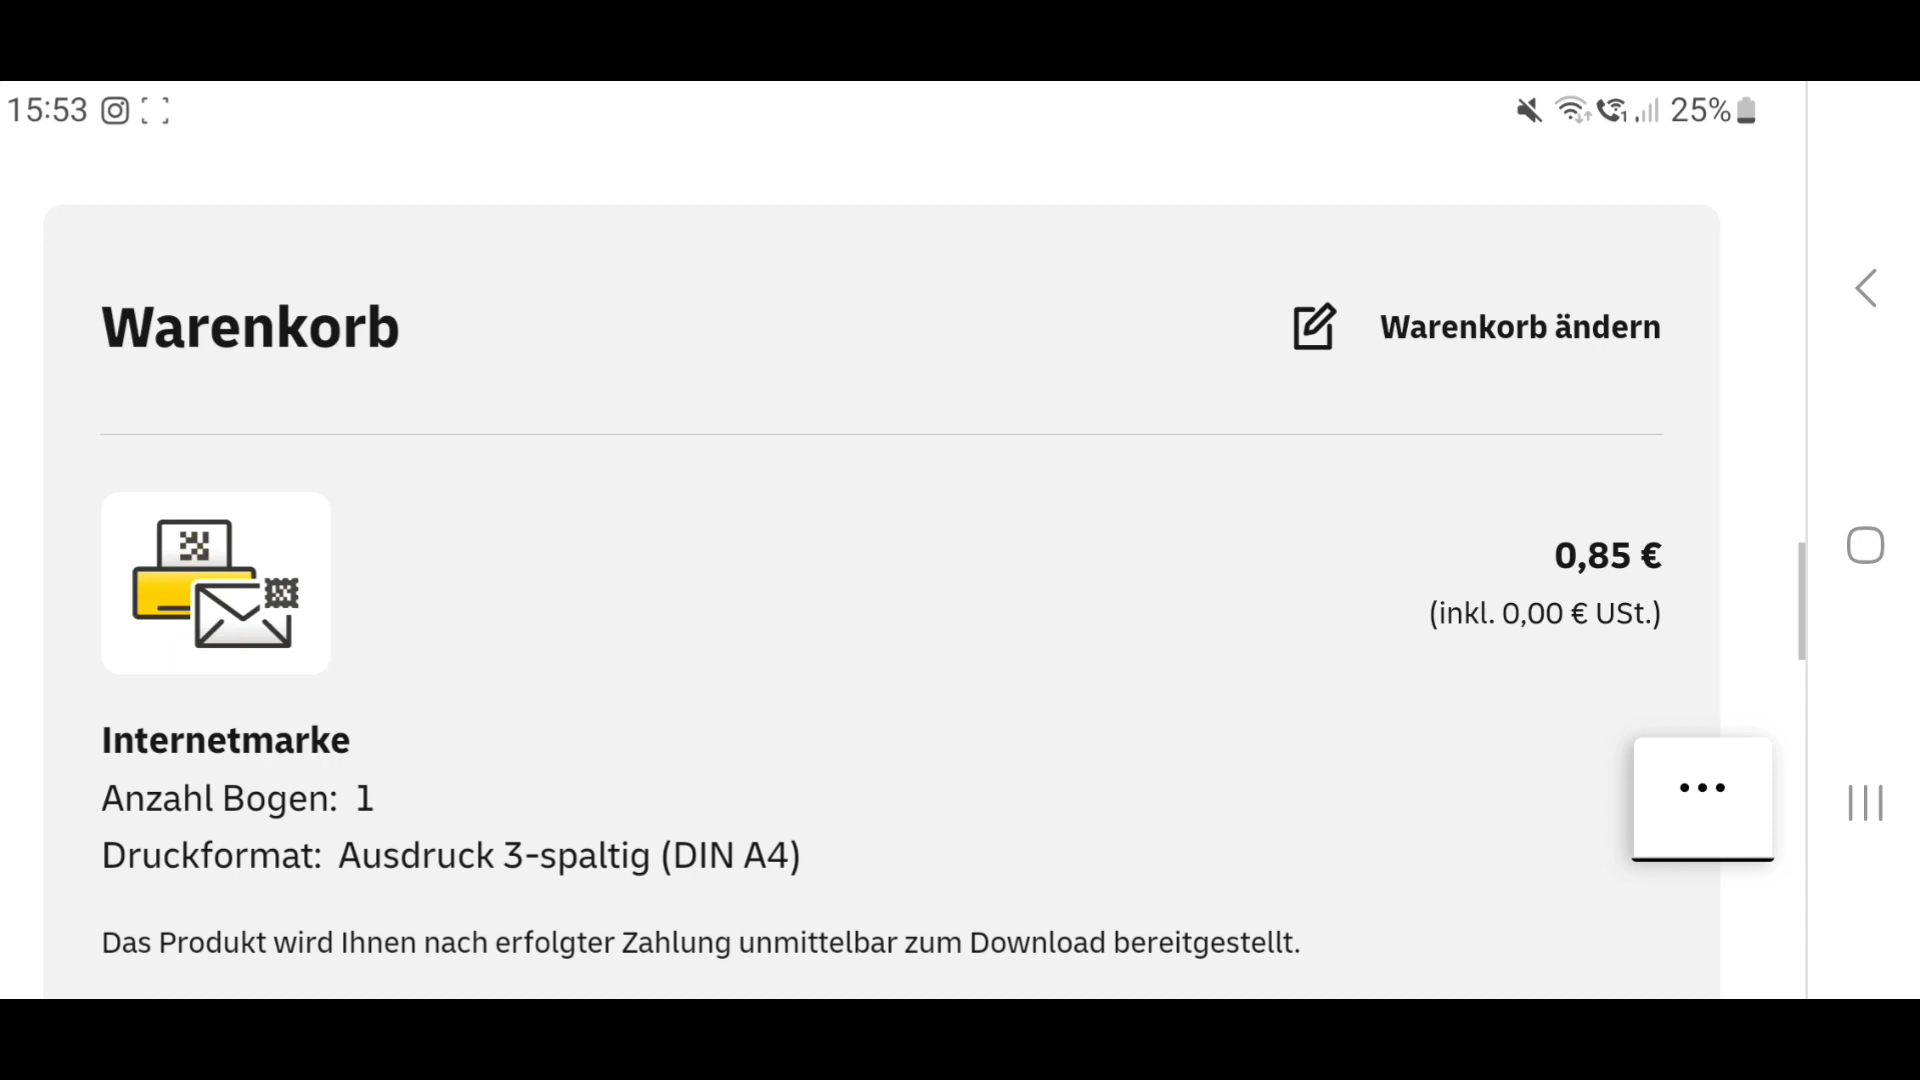 15:53
25%
Warenkorb
Warenkorb ändern
0,85 €
(inkl. 0,00 € USt.)
Internetmarke
Anzahl Bogen: 1
Druckformat: Ausdruck 3-spaltig (DIN A4)
Das Produkt wird Ihnen nach erfolgter Zahlung unmittelbar zum Download bereitgestellt.